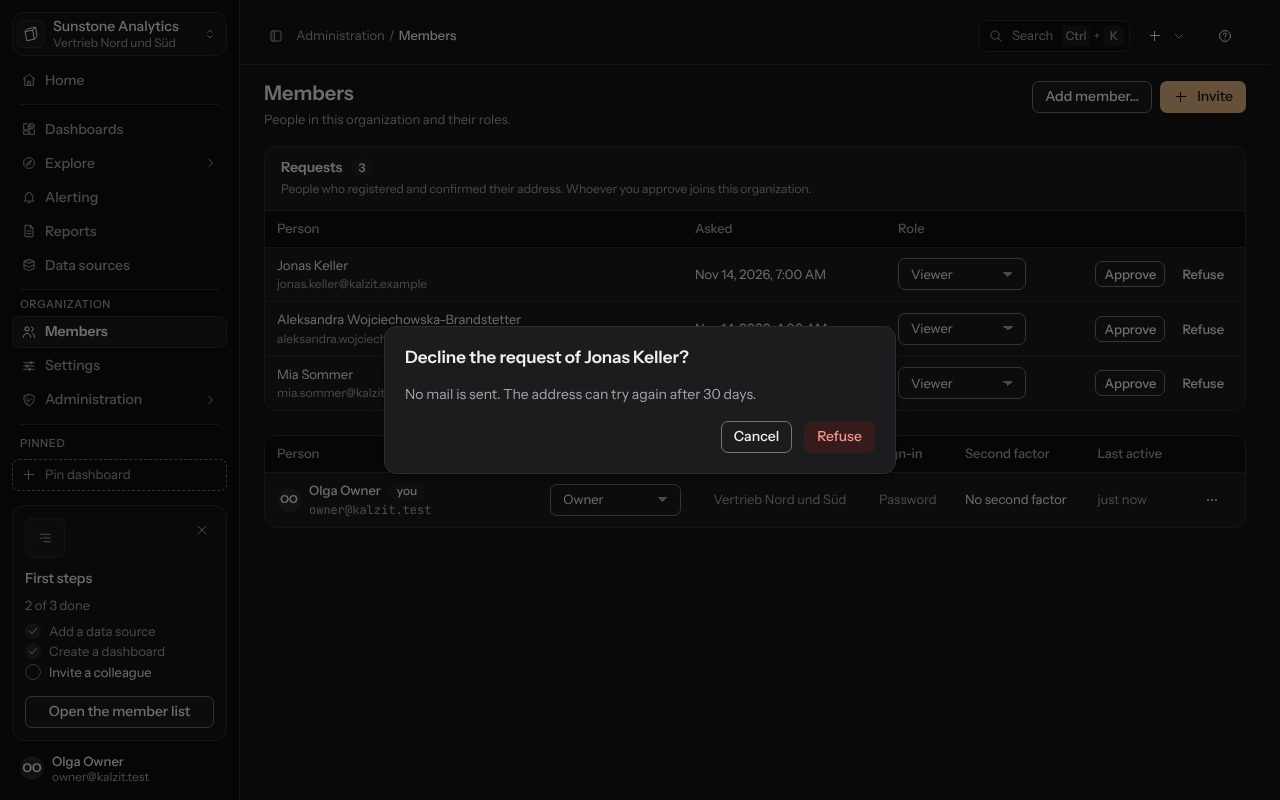 Sunstone Analytics
Vertrieb Nord und Süd
Home
Dashboards
Explore
Alerting
Reports
Data sources
ORGANIZATION
Members
Settings
Administration
PINNED
Pin dashboard
First steps
2 of 3 done
Add a data source
Create a dashboard
Invite a colleague
Open the member list
OO Olga Owner
owner@kalzit.test
Administration / Members
Search Ctrl + K
Members
People in this organization and their roles.
Add member...
Invite
Requests 3
People who registered and confirmed their address. Whoever you approve joins this organization.
Person Asked Role
Jonas Keller
jonas.keller@kalzit.example
Nov 14, 2026, 7:00 AM Viewer Approve Refuse
Aleksandra Wojciechowska-Brandstetter
Viewer Approve Refuse
Mia Sommer
Viewer Approve Refuse
Decline the request of Jonas Keller?
No mail is sent. The address can try again after 30 days.
Cancel Refuse
Person Second factor Last active
OO Olga Owner you
owner@kalzit.test
Owner Vertrieb Nord und Süd Password No second factor just now